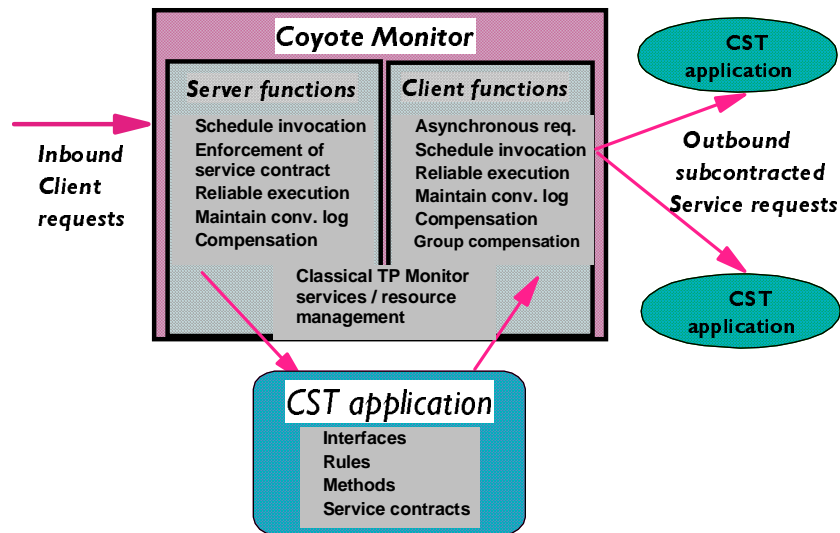 Coyote Monitor
Server functions
Schedule invocation
Enforcement of
service contract
Reliable execution
Maintain conv. log
Compensation
Client functions
Asynchronous req.
Schedule invocation
Reliable execution
Maintain conv. log
Compensation
Group compensation
Classical TP Monitor
services / resource
management
Inbound
Client
requests
CST
application
Outbound
subcontracted
Service requests
CST
application
CST application
Interfaces
Rules
Methods
Service contracts